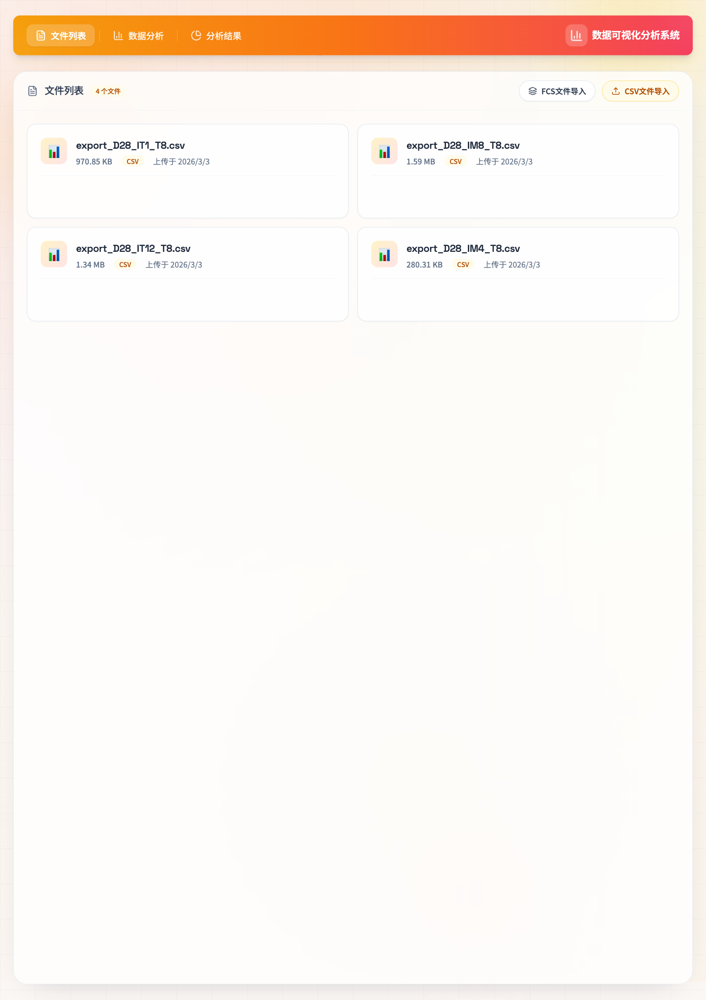 文件列表
数据分析
分析结果
数据可视化分析系统
文件列表
4 个文件
FCS文件导入
CSV文件导入
export_D28_IT1_T8.csv
970.85 KB CSV 上传于 2026/3/3
export_D28_IM8_T8.csv
1.59 MB CSV 上传于 2026/3/3
export_D28_IT12_T8.csv
1.34 MB CSV 上传于 2026/3/3
export_D28_IM4_T8.csv
280.31 KB CSV 上传于 2026/3/3